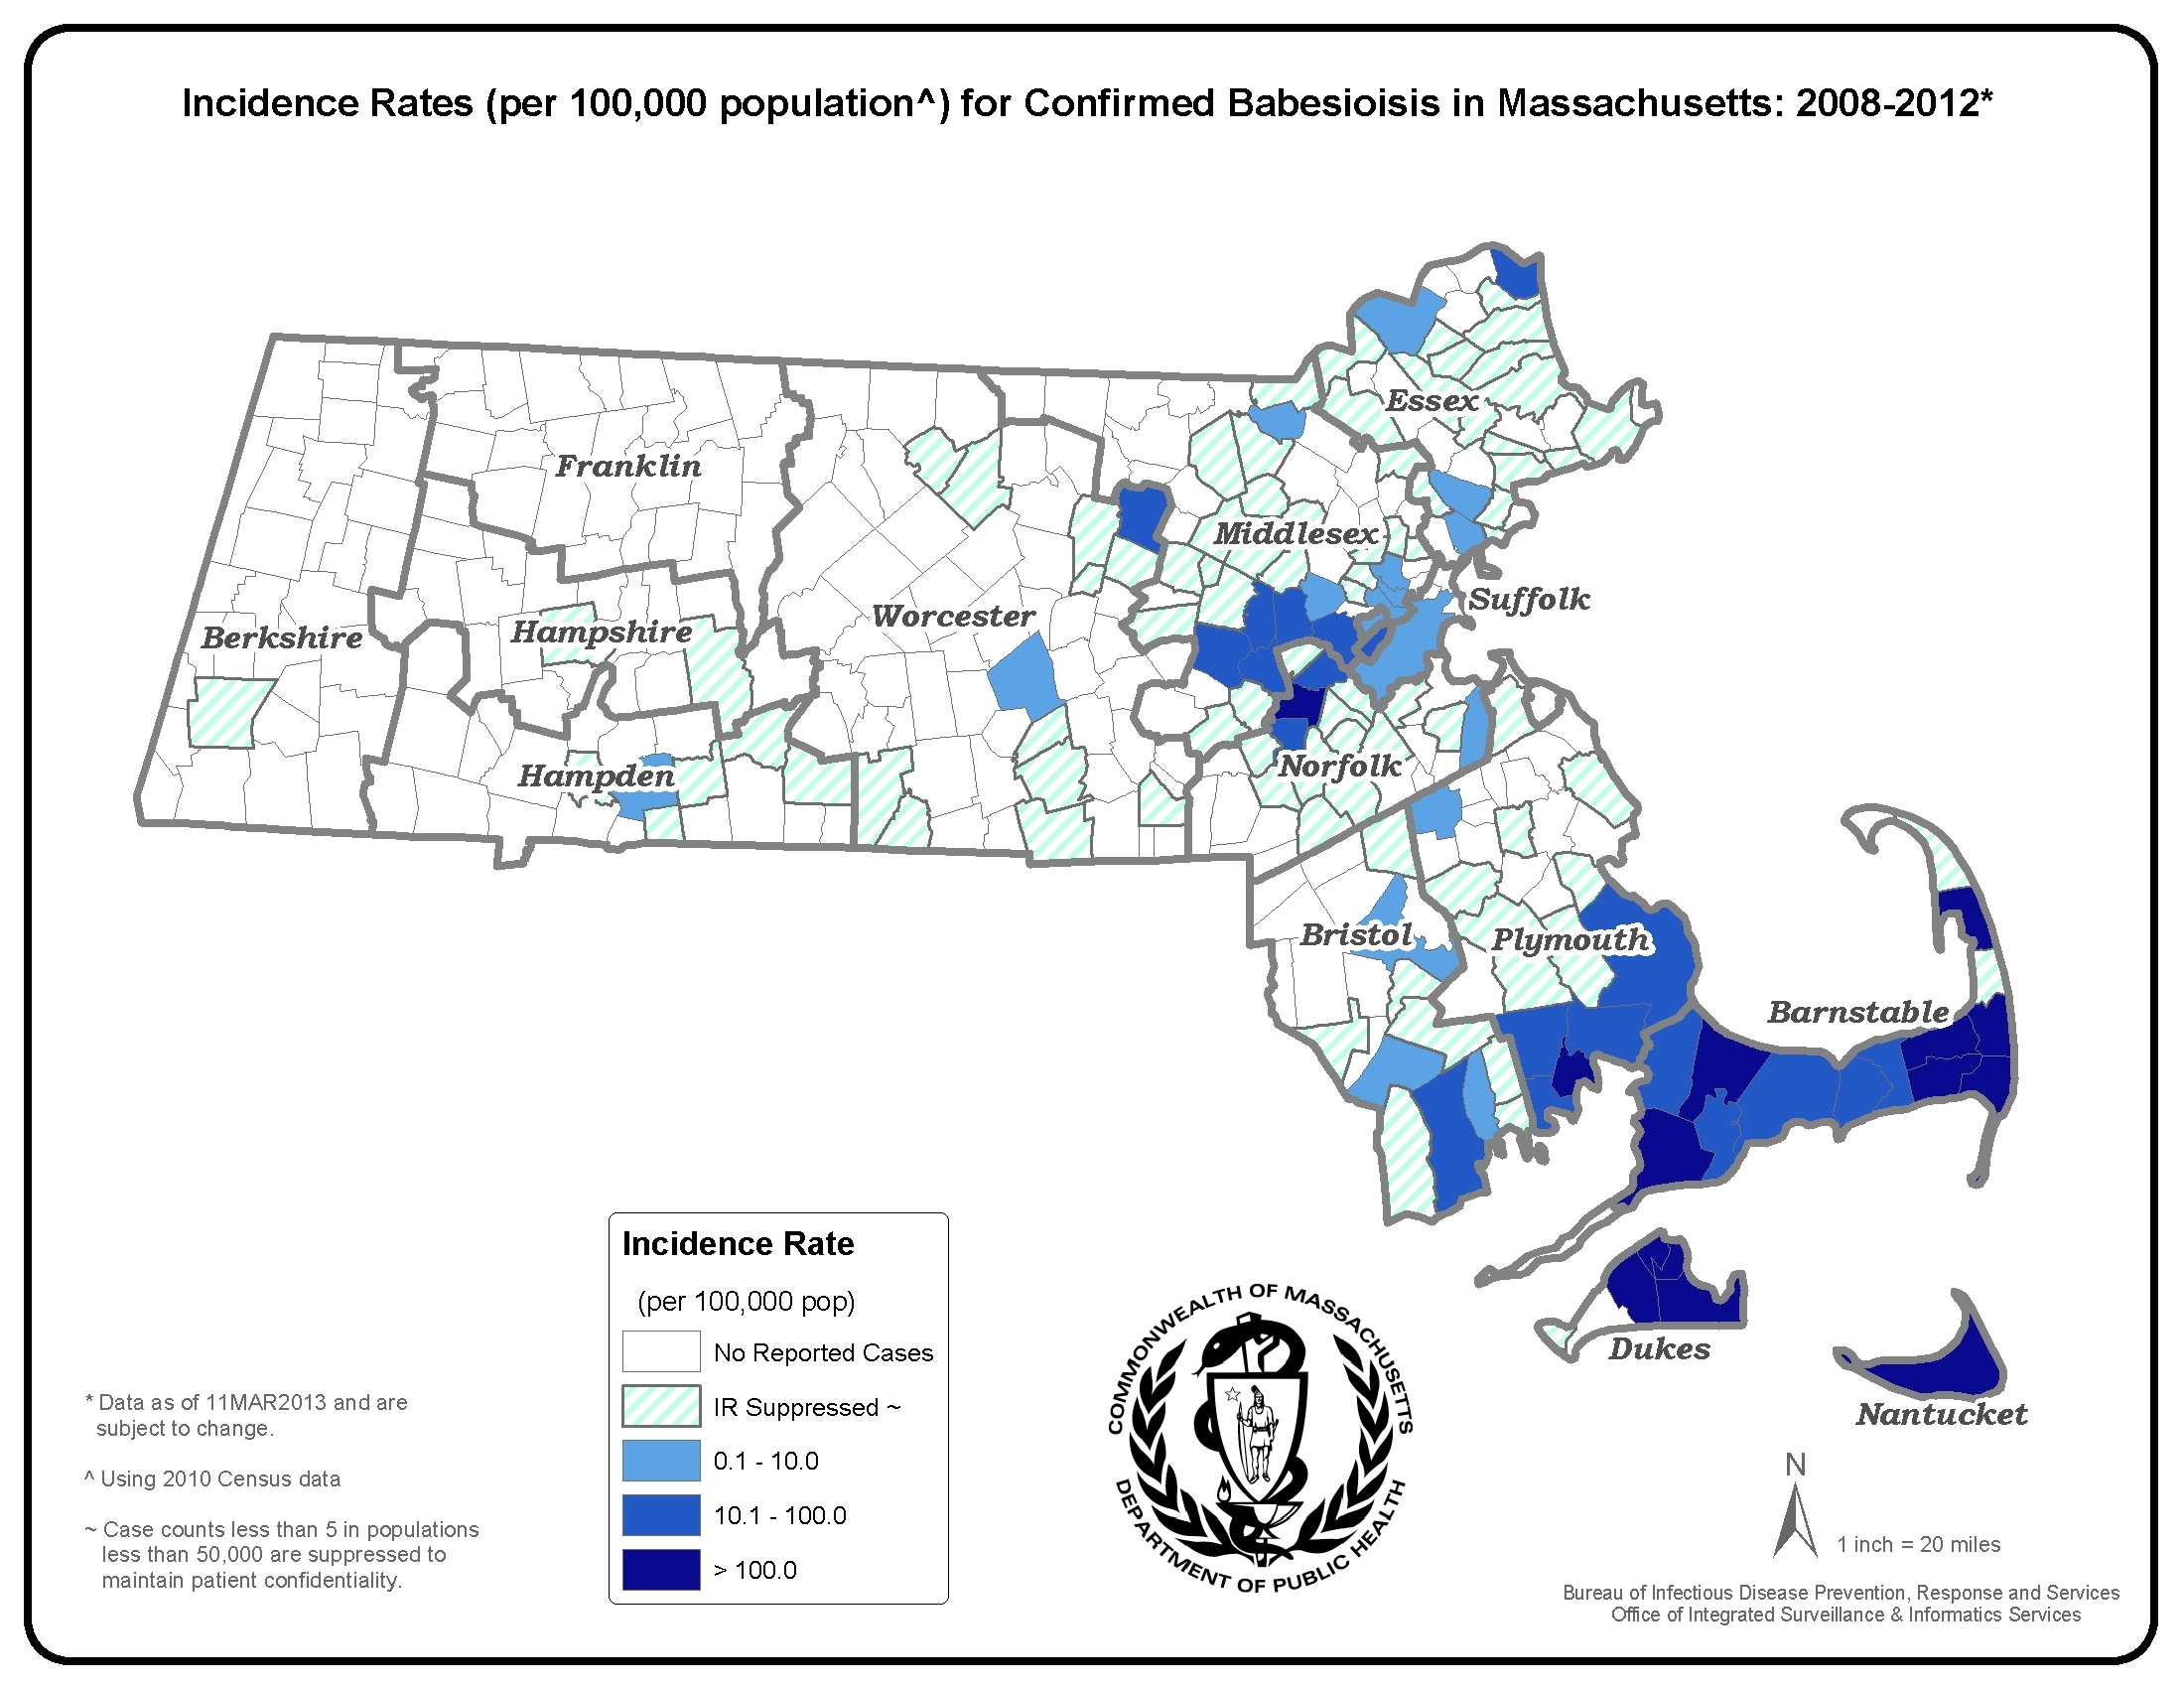 Incidence Rates (per 100,000 population^) for Confirmed Babesioisis in Massachusetts: 2008-2012*
Essex
Franklin
Middlesex
Suffolk
Worcester
Hampshire
Berkshire
Norfolk
Hampden
Bristol
Plymouth
Barnstable
Dukes
Nantucket
Incidence Rate
(per 100,000 pop)
No Reported Cases
IR Suppressed ~
0.1 - 10.0
10.1 - 100.0
> 100.0
* Data as of 11MAR2013 and are
subject to change.
^ Using 2010 Census data
~ Case counts less than 5 in populations
less than 50,000 are suppressed to
maintain patient confidentiality.
COMMONWEALTH OF MASSACHUSETTS
DEPARTMENT OF PUBLIC HEALTH
N
1 inch = 20 miles
Bureau of Infectious Disease Prevention, Response and Services
Office of Integrated Surveillance & Informatics Services